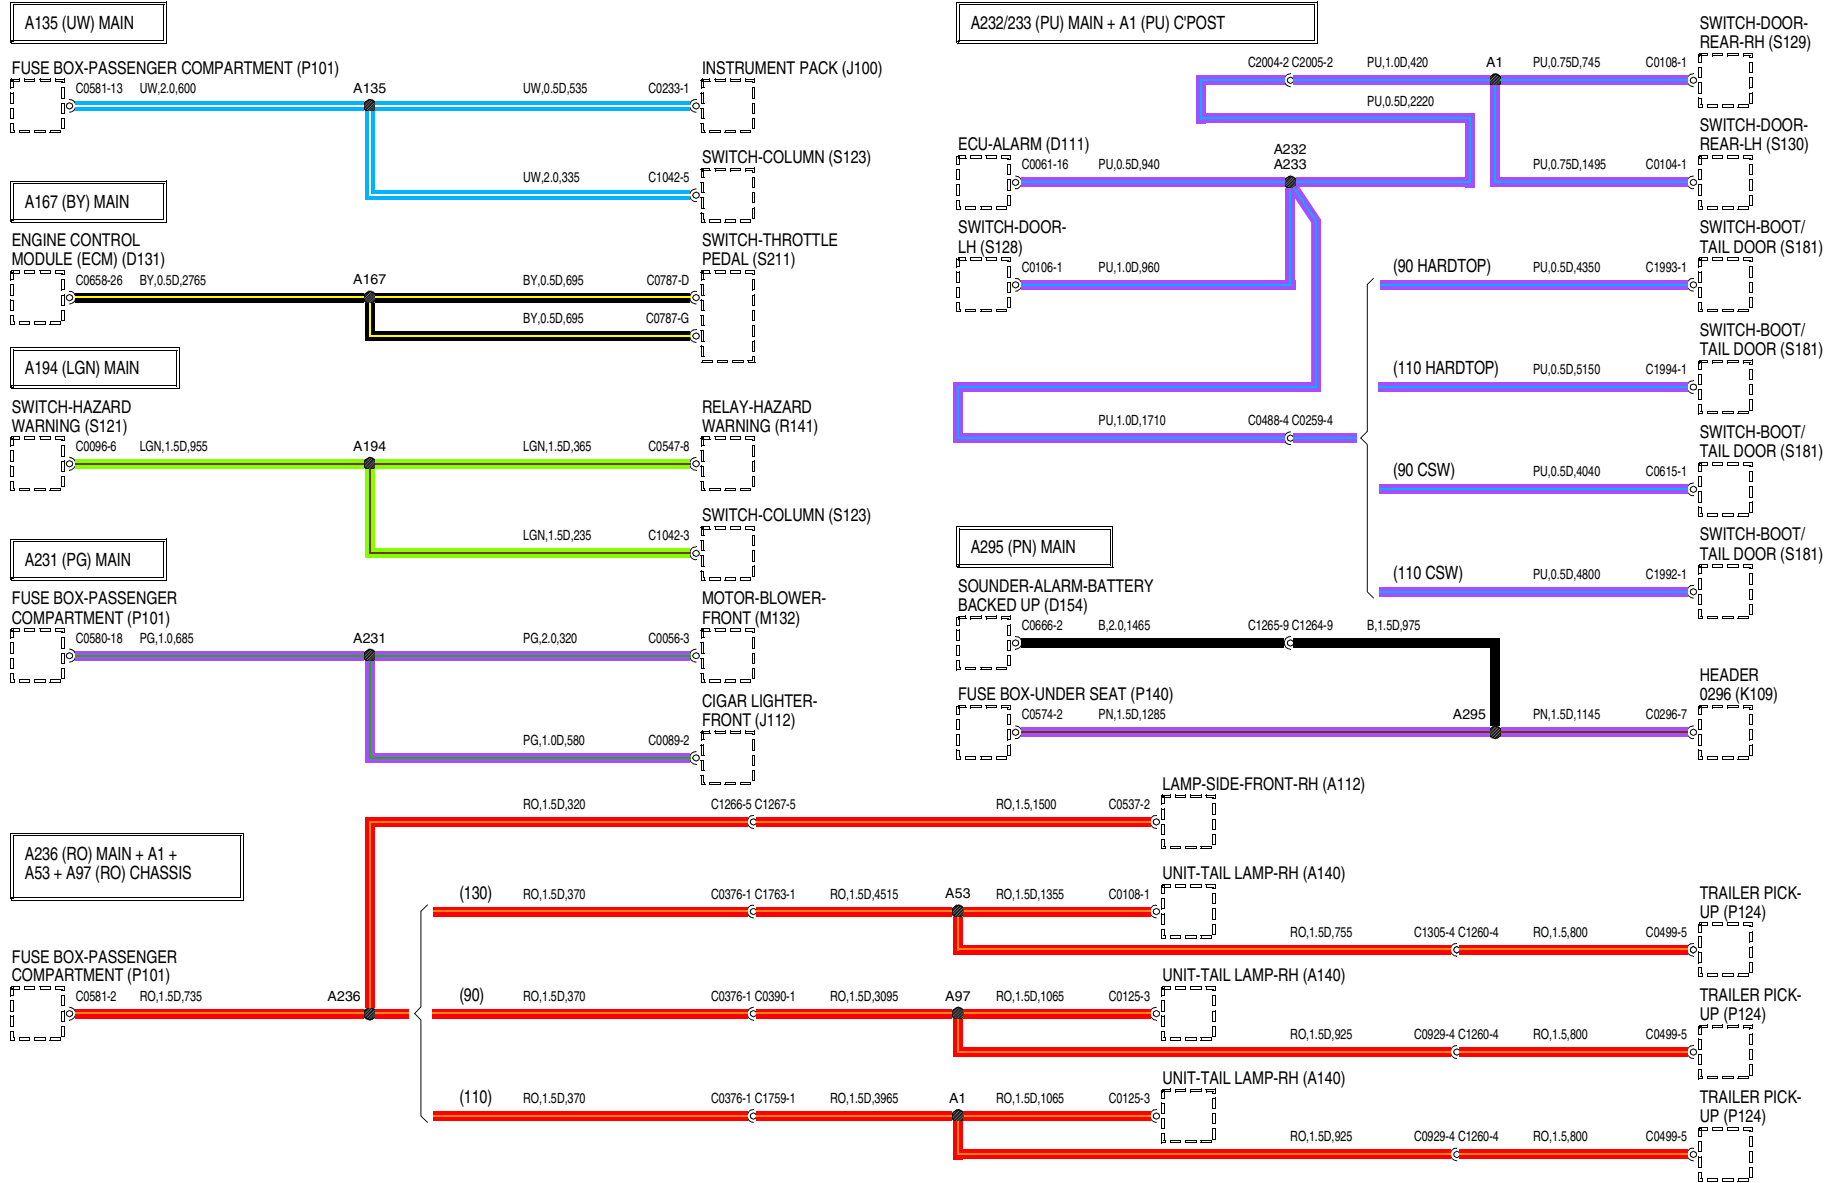 A135 (UW) MAIN
FUSE BOX-PASSENGER COMPARTMENT (P101)
C0581-13 UW,2.0,600
A135
UW,0.5D,535
C0233-1
INSTRUMENT PACK (J100)
UW,2.0,335
C1042-5
SWITCH-COLUMN (S123)
A167 (BY) MAIN
ENGINE CONTROL
MODULE (ECM) (D131)
C0658-26 BY,0.5D,2765
A167
BY,0.5D,695
C0787-D
SWITCH-THROTTLE
PEDAL (S211)
BY,0.5D,695
C0787-G
A194 (LGN) MAIN
SWITCH-HAZARD
WARNING (S121)
C0096-6 LGN,1.5D,955
A194
LGN,1.5D,365
C0547-8
RELAY-HAZARD
WARNING (R141)
LGN,1.5D,235
C1042-3
SWITCH-COLUMN (S123)
A231 (PG) MAIN
FUSE BOX-PASSENGER
COMPARTMENT (P101)
C0580-18 PG,1.0,685
A231
PG,2.0,320
C0056-3
MOTOR-BLOWER-
FRONT (M132)
PG,1.0D,580
C0089-2
CIGAR LIGHTER-
FRONT (J112)
A232/233 (PU) MAIN + A1 (PU) C'POST
C2004-2 C2005-2
PU,1.0D,420
A1
PU,0.75D,745
C0108-1
SWITCH-DOOR-
REAR-RH (S129)
PU,0.5D,2220
ECU-ALARM (D111)
C0061-16
PU,0.5D,940
A232
A233
PU,0.75D,1495
C0104-1
SWITCH-DOOR-
REAR-LH (S130)
SWITCH-DOOR-
LH (S128)
C0106-1
PU,1.0D,960
(90 HARDTOP)
PU,0.5D,4350
C1993-1
SWITCH-BOOT/
TAIL DOOR (S181)
(110 HARDTOP)
PU,0.5D,5150
C1994-1
SWITCH-BOOT/
TAIL DOOR (S181)
PU,1.0D,1710
C0488-4 C0259-4
(90 CSW)
PU,0.5D,4040
C0615-1
SWITCH-BOOT/
TAIL DOOR (S181)
(110 CSW)
PU,0.5D,4800
C1992-1
SWITCH-BOOT/
TAIL DOOR (S181)
A295 (PN) MAIN
SOUNDER-ALARM-BATTERY
BACKED UP (D154)
C0666-2
B,2.0,1465
C1265-9 C1264-9
B,1.5D,975
FUSE BOX-UNDER SEAT (P140)
C0574-2
PN,1.5D,1285
A295
PN,1.5D,1145
C0296-7
HEADER
0296 (K109)
A236 (RO) MAIN + A1 +
A53 + A97 (RO) CHASSIS
FUSE BOX-PASSENGER
COMPARTMENT (P101)
C0581-2 RO,1.5D,735
A236
RO,1.5D,320
C1266-5 C1267-5
RO,1.5,1500
C0537-2
LAMP-SIDE-FRONT-RH (A112)
(130)
RO,1.5D,370
C0376-1 C1763-1
RO,1.5D,4515
A53
RO,1.5D,1355
C0108-1
UNIT-TAIL LAMP-RH (A140)
RO,1.5D,755
C1305-4 C1260-4
RO,1.5,800
C0499-5
TRAILER PICK-
UP (P124)
(90)
RO,1.5D,370
C0376-1 C0390-1
RO,1.5D,3095
A97
RO,1.5D,1065
C0125-3
UNIT-TAIL LAMP-RH (A140)
RO,1.5D,925
C0929-4 C1260-4
RO,1.5,800
C0499-5
TRAILER PICK-
UP (P124)
(110)
RO,1.5D,370
C0376-1 C1759-1
RO,1.5D,3965
A1
RO,1.5D,1065
C0125-3
UNIT-TAIL LAMP-RH (A140)
RO,1.5D,925
C0929-4 C1260-4
RO,1.5,800
C0499-5
TRAILER PICK-
UP (P124)